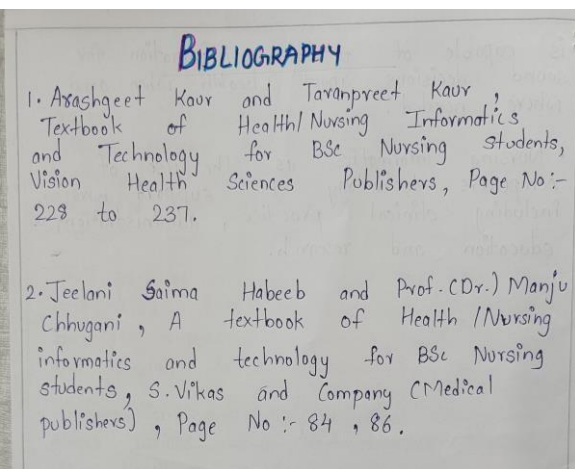 BIBLIOGRAPHY
1. Arashgeet Kaur and Taranpreet Kaur ,
Textbook of Health/ Nursing Informatics
and Technology for BSc Nursing students,
Vision Health Sciences Publishers, Page No:-
228 to 237.
2. Jeelani Saima Habeeb and Prof. (Dr.) Manju
Chhugani , A textbook of Health /Nursing
informatics and technology for BSc Nursing
students, S. Vikas and Company (Medical
publishers) , Page No :- 84 , 86.